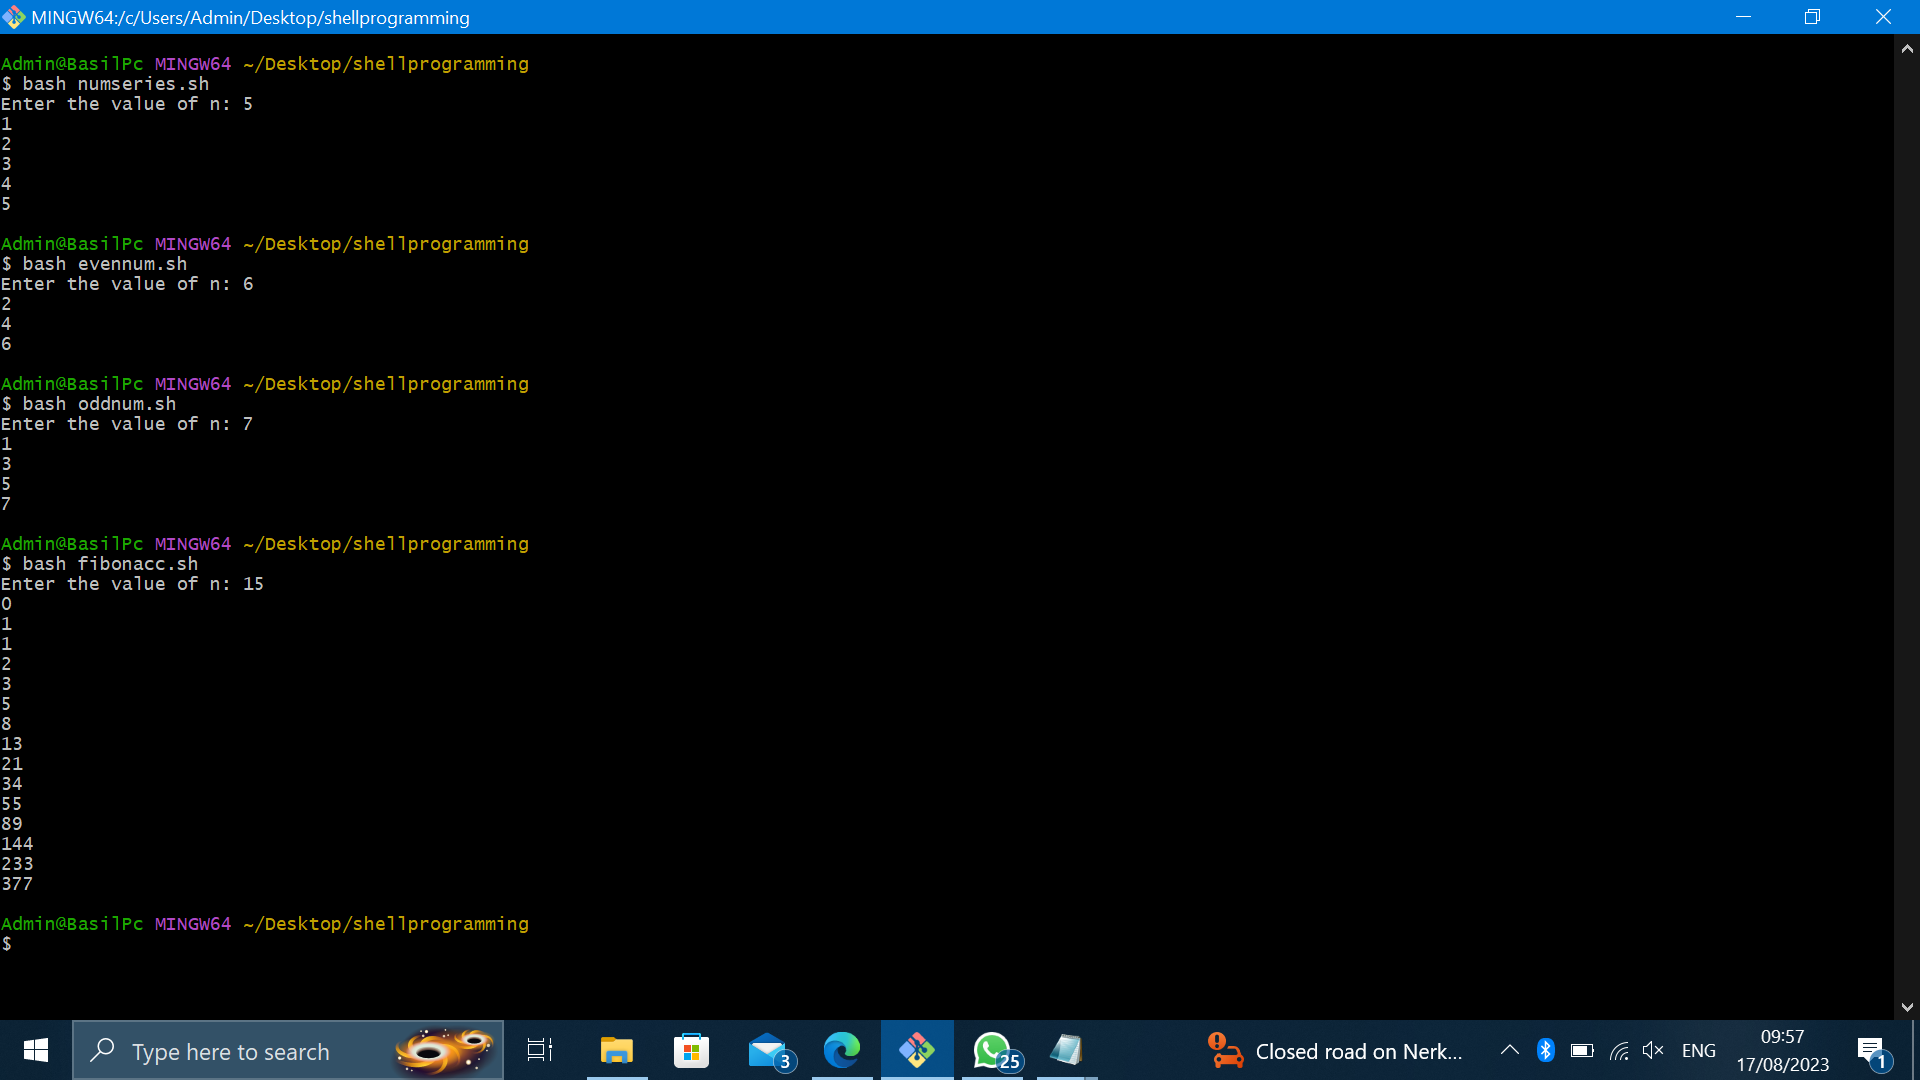 MINGW64:/c/Users/Admin/Desktop/shellprogramming
Admin@BasilPc MINGW64 ~/Desktop/shellprogramming
$ bash numseries.sh
Enter the value of n: 5
1
2
3
4
5
Admin@BasilPc MINGW64 ~/Desktop/shellprogramming
$ bash evennum.sh
Enter the value of n: 6
2
4
6
Admin@BasilPc MINGW64 ~/Desktop/shellprogramming
$ bash oddnum.sh
Enter the value of n: 7
1
3
5
7
Admin@BasilPc MINGW64 ~/Desktop/shellprogramming
$ bash fibonacc.sh
Enter the value of n: 15
0
1
1
2
3
5
8
13
21
34
55
89
144
233
377
Admin@BasilPc MINGW64 ~/Desktop/shellprogramming
$
Type here to search
3
25
Closed road on Nerk...
ENG
09:57
17/08/2023
1